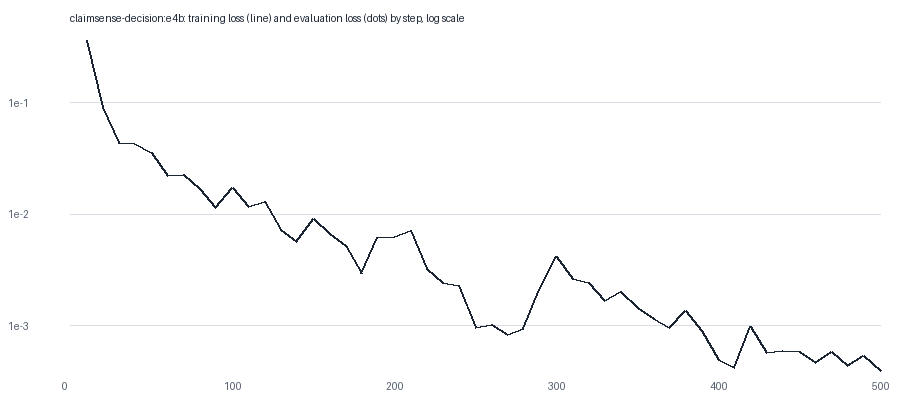 claimsense-decision:e4b: training loss (line) and evaluation loss (dots) by step, log scale
1e-1
1e-2
1e-3
0 100 200 300 400 500